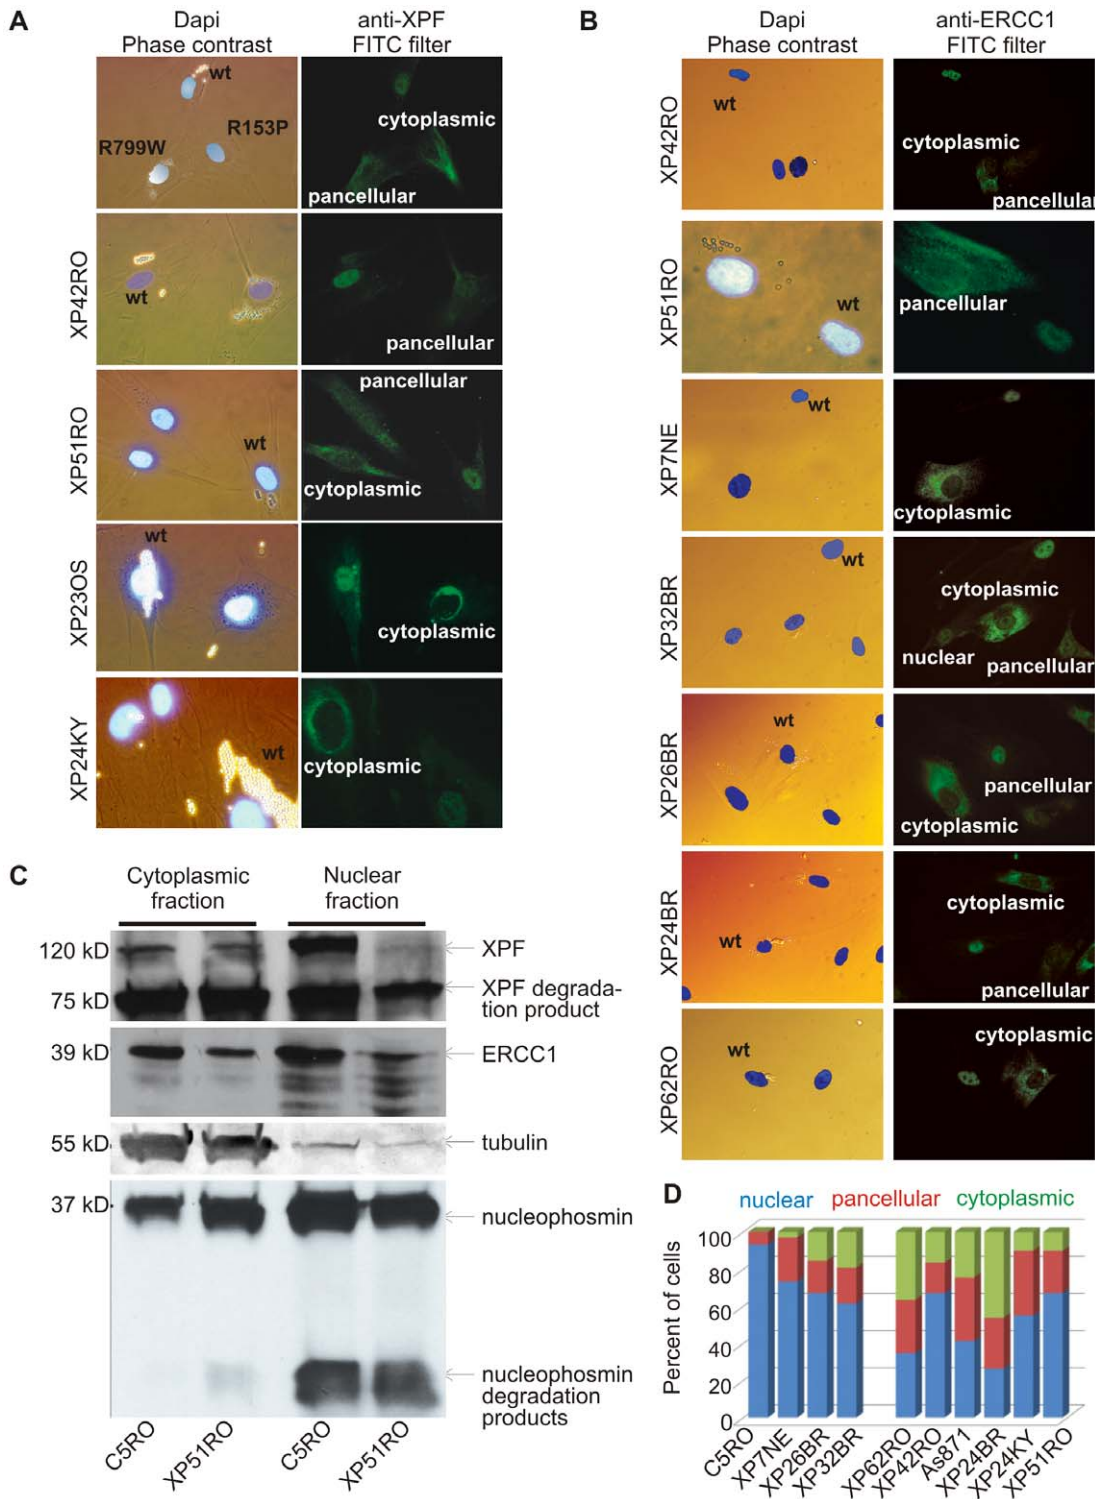 A
Dapi
Phase contrast
anti-XPF
FITC filter
wt
R153P
R799W
cytoplasmic
pancellular
XP42RO
wt
pancellular
XP51RO
wt
pancellular
cytoplasmic
XP23OS
wt
cytoplasmic
XP24KY
wt
cytoplasmic
B
Dapi
Phase contrast
anti-ERCC1
FITC filter
XP42RO
wt
cytoplasmic
pancellular
XP51RO
wt
pancellular
XP7NE
wt
cytoplasmic
XP32BR
wt
cytoplasmic
nuclear
pancellular
XP26BR
wt
pancellular
cytoplasmic
XP24BR
wt
cytoplasmic
pancellular
XP62RO
wt
cytoplasmic
C
Cytoplasmic
fraction
Nuclear
fraction
120 kD
XPF
75 kD
XPF degrada-
tion product
39 kD
ERCC1
55 kD
tubulin
37 kD
nucleophosmin
nucleophosmin
degradation
products
C5RO
XP51RO
C5RO
XP51RO
D
nuclear pancellular cytoplasmic
Percent of cells
100
80
60
40
20
0
C5RO
XP7NE
XP26BR
XP32BR
XP62RO
XP42RO
As871
XP24BR
XP24KY
XP51RO